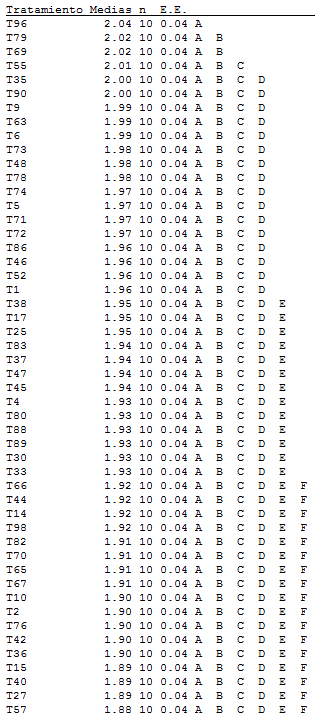 Tratamiento Medias n  E.E.
T96 2.04 10 0.04 A
T79 2.02 10 0.04 A B
T69 2.02 10 0.04 A B
T55 2.01 10 0.04 A B C
T35 2.00 10 0.04 A B C D
T90 2.00 10 0.04 A B C D
T9 1.99 10 0.04 A B C D
T63 1.99 10 0.04 A B C D
T6 1.99 10 0.04 A B C D
T73 1.98 10 0.04 A B C D
T48 1.98 10 0.04 A B C D
T78 1.98 10 0.04 A B C D
T74 1.97 10 0.04 A B C D
T5 1.97 10 0.04 A B C D
T71 1.97 10 0.04 A B C D
T72 1.97 10 0.04 A B C D
T86 1.96 10 0.04 A B C D
T46 1.96 10 0.04 A B C D
T52 1.96 10 0.04 A B C D
T1 1.96 10 0.04 A B C D
T38 1.95 10 0.04 A B C D E
T17 1.95 10 0.04 A B C D E
T25 1.95 10 0.04 A B C D E
T83 1.94 10 0.04 A B C D E
T37 1.94 10 0.04 A B C D E
T47 1.94 10 0.04 A B C D E
T45 1.94 10 0.04 A B C D E
T4 1.93 10 0.04 A B C D E
T80 1.93 10 0.04 A B C D E
T88 1.93 10 0.04 A B C D E
T89 1.93 10 0.04 A B C D E
T30 1.93 10 0.04 A B C D E
T33 1.93 10 0.04 A B C D E
T66 1.92 10 0.04 A B C D E F
T44 1.92 10 0.04 A B C D E F
T14 1.92 10 0.04 A B C D E F
T98 1.92 10 0.04 A B C D E F
T82 1.91 10 0.04 A B C D E F
T70 1.91 10 0.04 A B C D E F
T65 1.91 10 0.04 A B C D E F
T67 1.91 10 0.04 A B C D E F
T10 1.90 10 0.04 A B C D E F
T2 1.90 10 0.04 A B C D E F
T76 1.90 10 0.04 A B C D E F
T42 1.90 10 0.04 A B C D E F
T36 1.90 10 0.04 A B C D E F
T15 1.89 10 0.04 A B C D E F
T40 1.89 10 0.04 A B C D E F
T27 1.89 10 0.04 A B C D E F
T57 1.88 10 0.04 A B C D E F